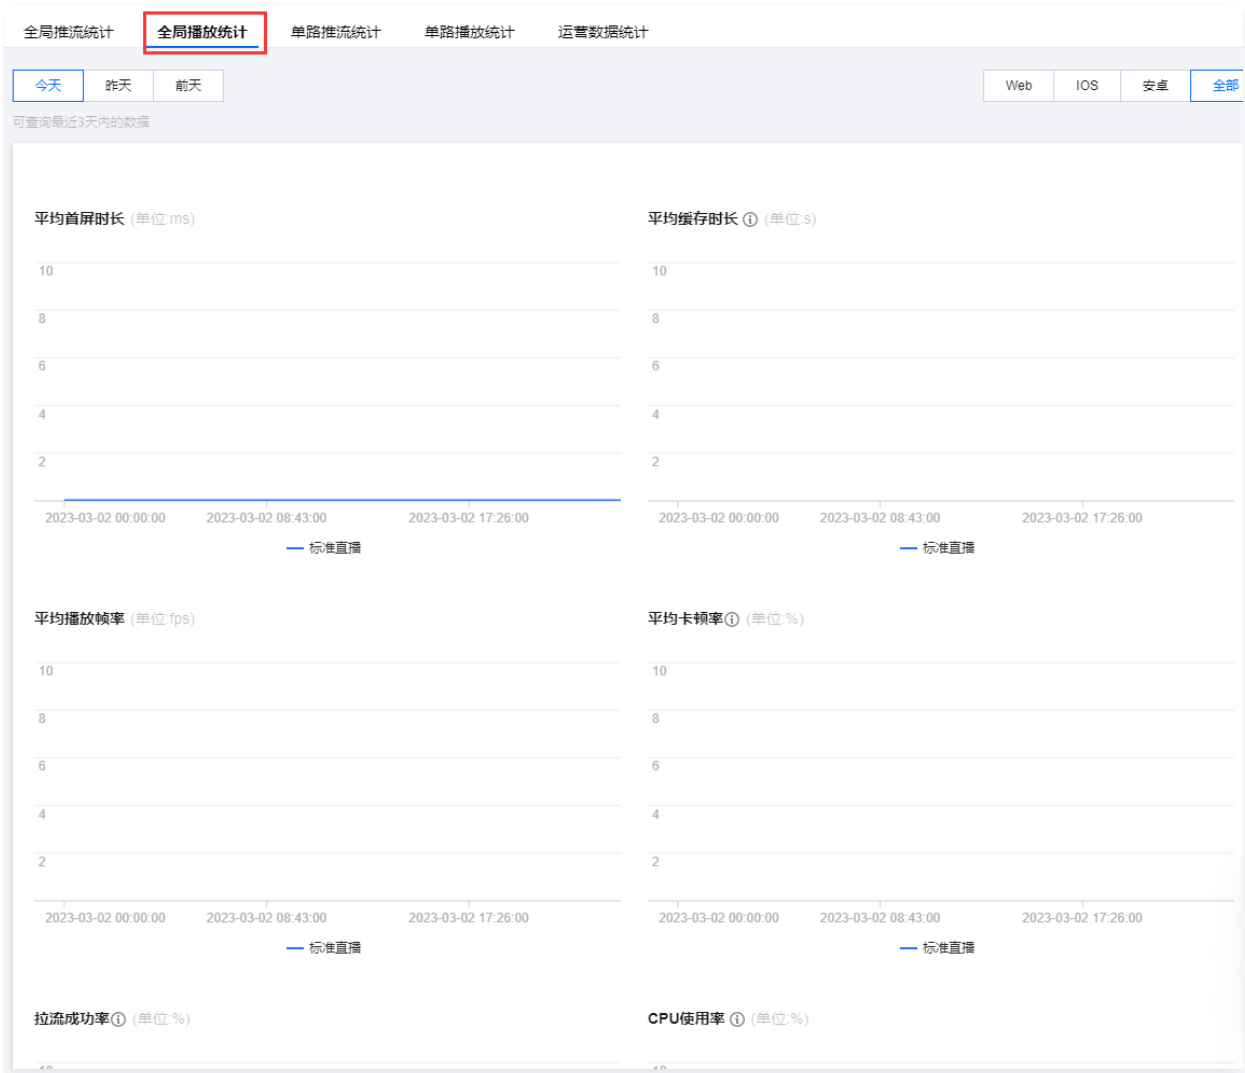 全局推流统计 全局播放统计 单路推流统计 单路播放统计 运营数据统计
今天 昨天 前天 Web IOS 安卓 全部
可查询最近3天内的数据
平均首屏时长 (单位:ms) 平均缓存时长 (单位:s)
10 10
8 8
6 6
4 4
2 2
2023-03-02 00:00:00 2023-03-02 08:43:00 2023-03-02 17:26:00 2023-03-02 00:00:00 2023-03-02 08:43:00 2023-03-02 17:26:00
标准直播 标准直播
平均播放帧率 (单位:fps) 平均卡顿率 (单位:%)
10 10
8 8
6 6
4 4
2 2
2023-03-02 00:00:00 2023-03-02 08:43:00 2023-03-02 17:26:00 2023-03-02 00:00:00 2023-03-02 08:43:00 2023-03-02 17:26:00
标准直播 标准直播
拉流成功率 (单位:%) CPU使用率 (单位:%)